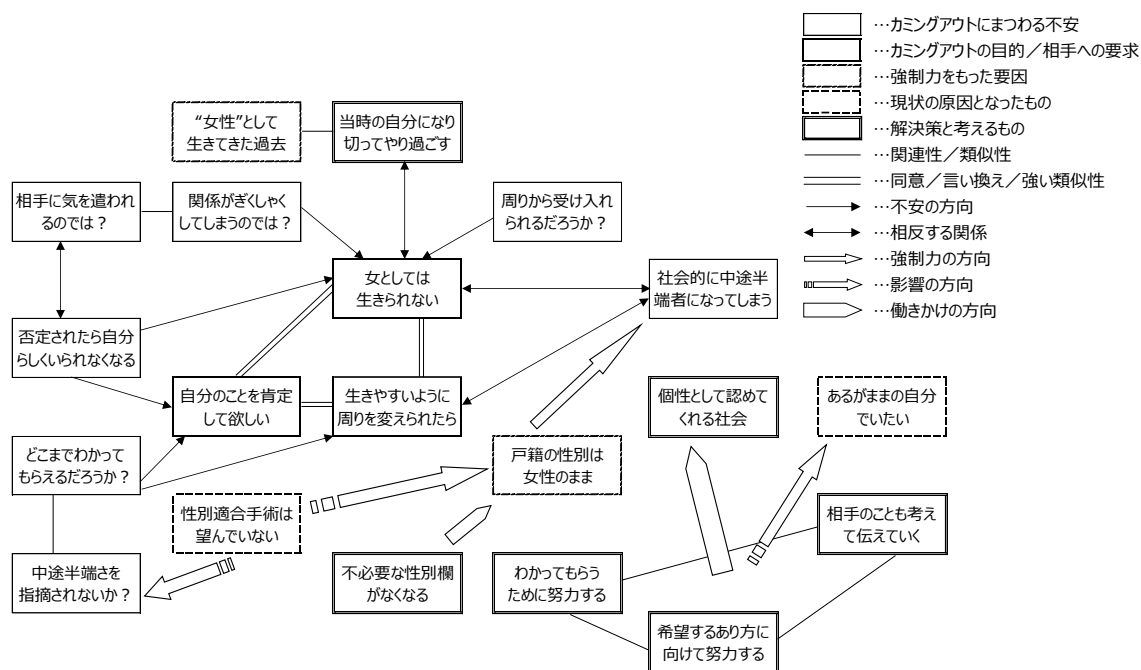 …カミングアウトにまつわる不安
…カミングアウトの目的／相手への要求
…強制力をもった要因
…現状の原因となったもの
…解決策と考えるもの
…関連性／類似性
…同意／言い換え／強い類似性
…不安の方向
…相反する関係
…強制力の方向
…影響の方向
…働きかけの方向
“女性”として
生きてきた過去
当時の自分になり
切ってやり過ごす
相手に気を遣われ
るのでは？
関係がぎくしゃく
してしまうのでは？
周りから受け入れ
られるだろうか？
女としては
生きられない
社会的に中途半
端者になってしまう
否定されたら自分
らしくいられなくなる
自分のことを肯定
して欲しい
生きやすいように
周りを変えられたら
個性として認めて
くれる社会
あるがままの自分
でいたい
どこまでわかって
もらえるだろうか？
戸籍の性別は
女性のまま
性別適合手術は
望んでいない
相手のことも考え
て伝えていく
中途半端さを
指摘されないか？
不必要な性別欄
がなくなる
わかってもらう
ために努力する
希望するあり方に
向けて努力する